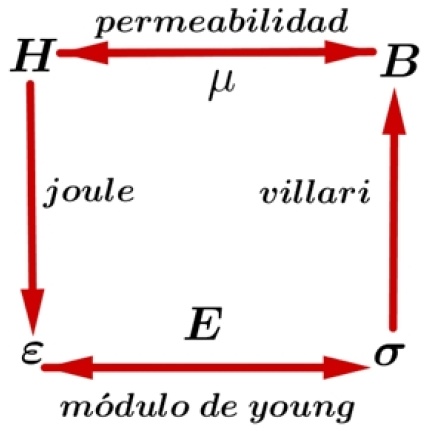 permeabilidad
H B
μ
joule villari
E
ε σ
módulo de young